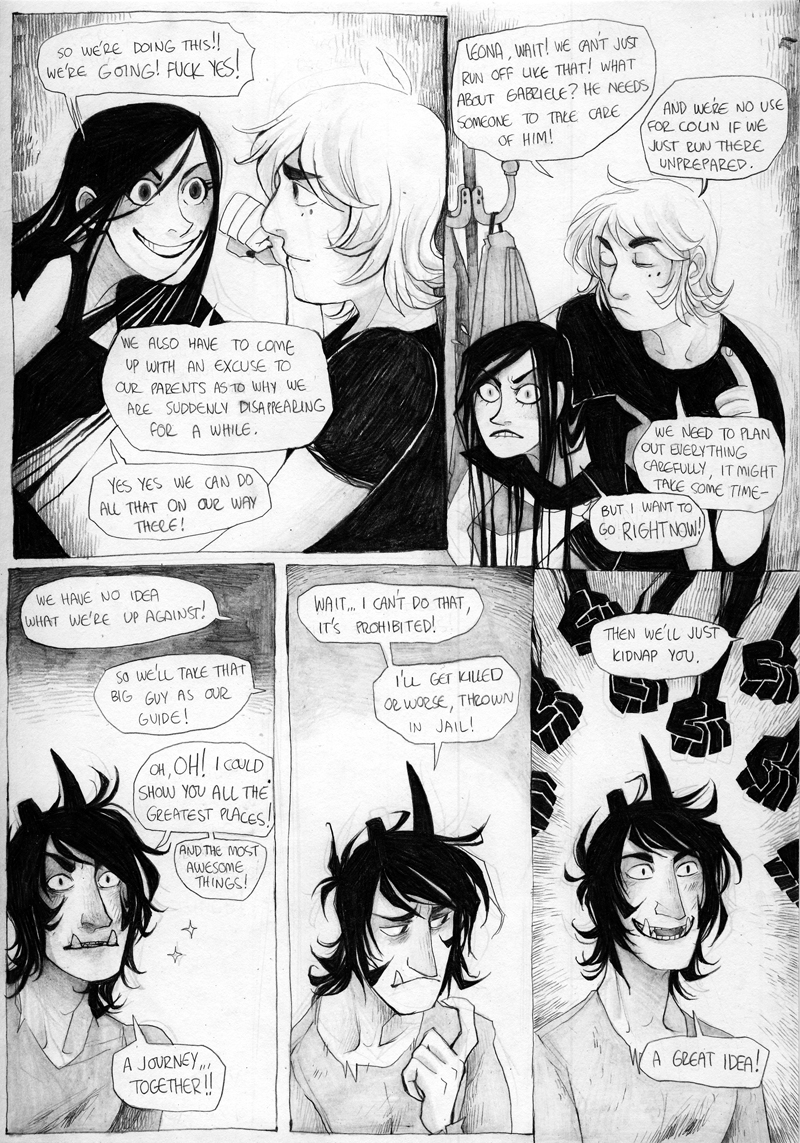 SO WE'RE DOING THIS!!
WE'RE GOING! FUCK YES!
WE ALSO HAVE TO COME
UP WITH AN EXCUSE TO
OUR PARENTS AS TO WHY WE
ARE SUDDENLY DISAPPEARING
FOR A WHILE.
YES YES WE CAN DO
ALL THAT ON OUR WAY
THERE!
LEONA, WAIT! WE CAN'T JUST
RUN OFF LIKE THAT! WHAT
ABOUT GABRIELE? HE NEEDS
SOMEONE TO TAKE CARE
OF HIM!
AND WE'RE NO USE
FOR COLIN IF WE
JUST RUN THERE
UNPREPARED.
WE NEED TO PLAN
OUT EVERYTHING
CAREFULLY, IT MIGHT
TAKE SOME TIME-
BUT I WANT TO
GO RIGHT NOW!
WE HAVE NO IDEA
WHAT WE'RE UP AGAINST!
SO WE'LL TAKE THAT
BIG GUY AS OUR
GUIDE!
OH, OH! I COULD
SHOW YOU ALL THE
GREATEST PLACES!
AND THE MOST
AWESOME
THINGS!
A JOURNEY...
TOGETHER!!
WAIT... I CAN'T DO THAT,
IT'S PROHIBITED!
I'LL GET KILLED
OR WORSE, THROWN
IN JAIL!
THEN WE'LL JUST
KIDNAP YOU.
A GREAT IDEA!